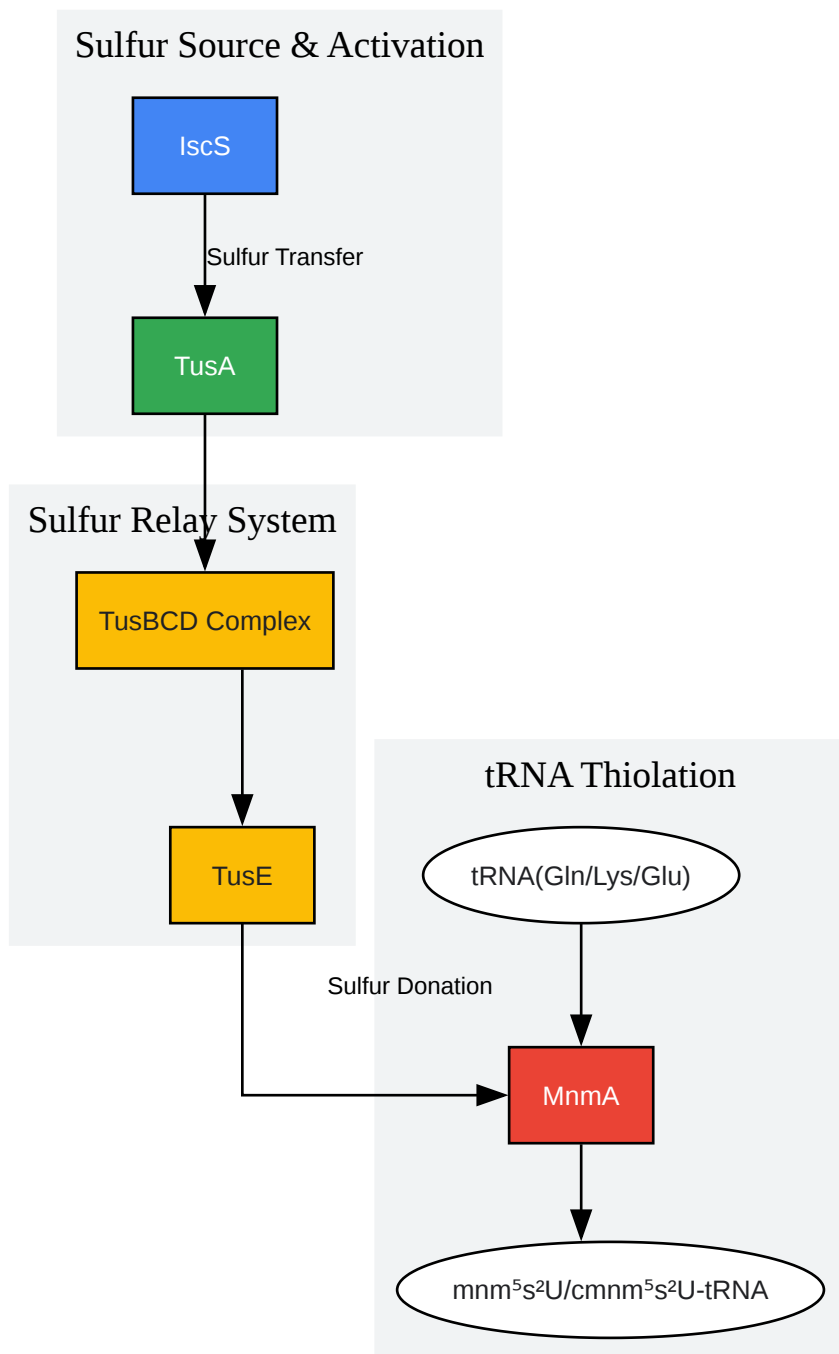 Sulfur Source & Activation
IscS
Sulfur Transfer
TusA
Sulfur Relay System
TusBCD Complex
TusE
tRNA Thiolation
tRNA(Gln/Lys/Glu)
Sulfur Donation
MnmA
mnm⁵s²U/cmnm⁵s²U-tRNA